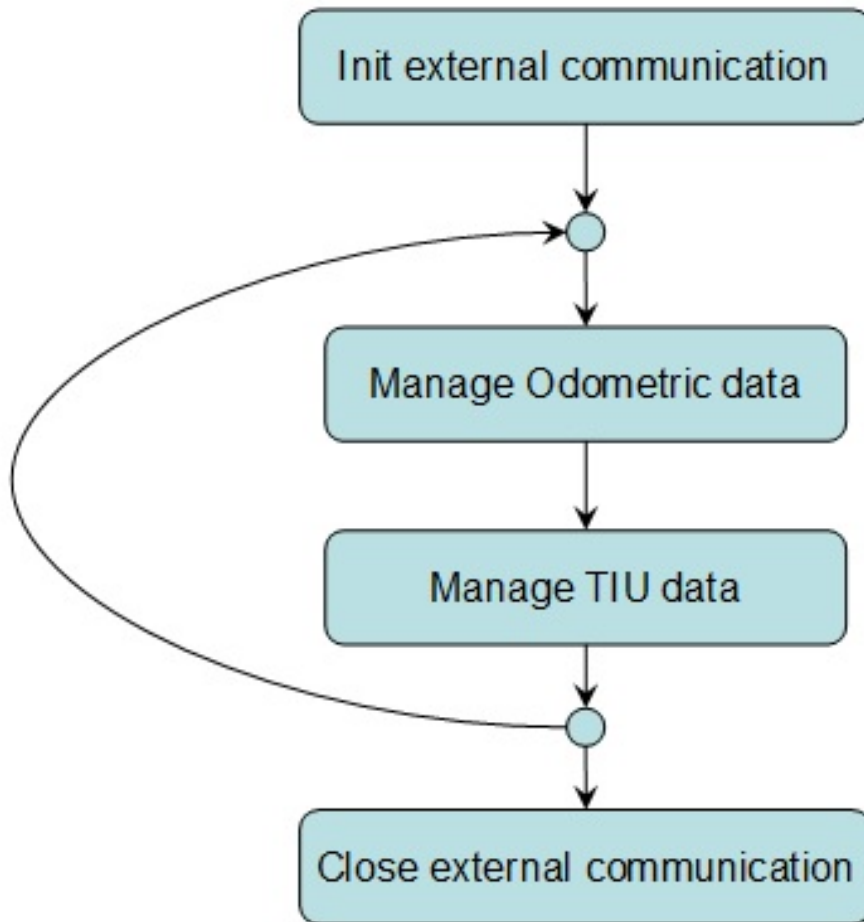 Init external communication
Manage Odometric data
Manage TIU data
Close external communication